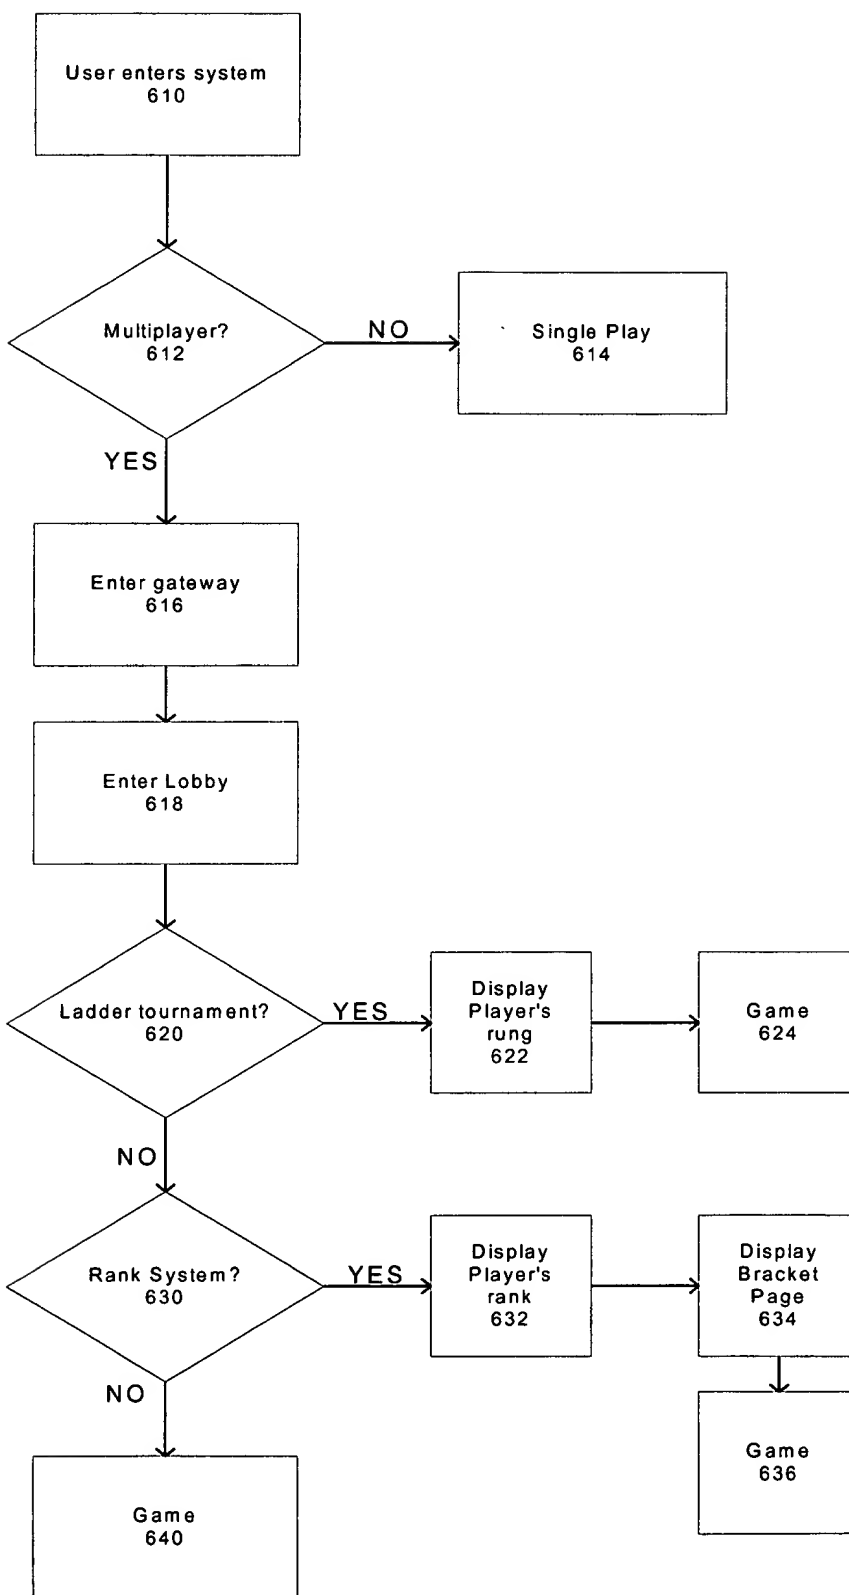 User enters system
610
Multiplayer?
612
NO
Single Play
614
YES
Enter gateway
616
Enter Lobby
618
Ladder tournament?
620
YES
Display
Player's
rung
622
Game
624
NO
Rank System?
630
YES
Display
Player's
rank
632
Display
Bracket
Page
634
NO
Game
636
Game
640